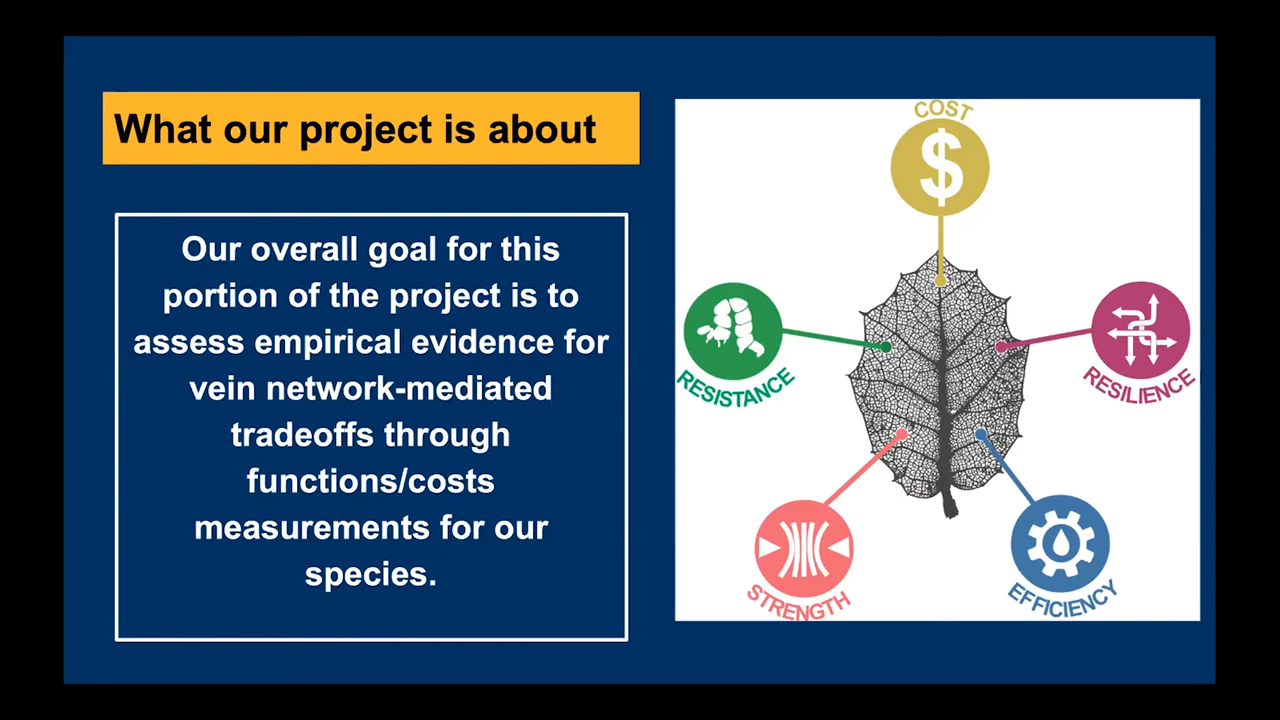 What our project is about
Our overall goal for this
portion of the project is to
assess empirical evidence for
vein network-mediated
tradeoffs through
functions/costs
measurements for our
species.
COST
$
RESISTANCE
RESILIENCE
STRENGTH
EFFICIENCY